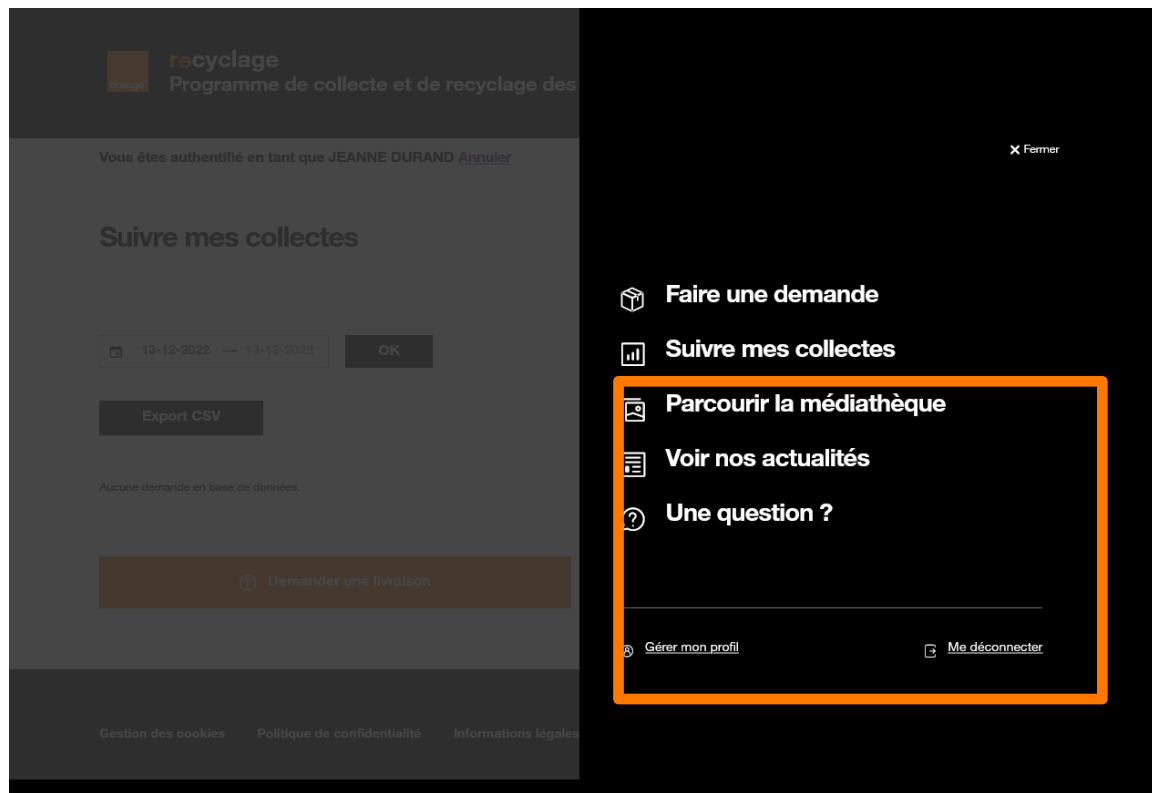 recyclage
Programme de collecte et de recyclage des
orange
Vous êtes authentifié en tant que JEANNE DURAND Annuler
Suivre mes collectes
13-12-2022 — 13-12-2022 OK
Export CSV
Aucune demande en base de données.
Demander une livraison
Gestion des cookies Politique de confidentialité Informations légales
Fermer
Faire une demande
Suivre mes collectes
Parcourir la médiathèque
Voir nos actualités
Une question ?
Gérer mon profil Me déconnecter